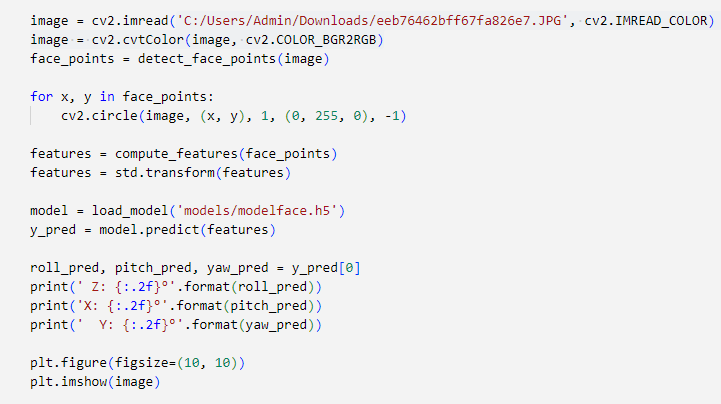 image = cv2.imread('C:/Users/Admin/Downloads/eeb76462bff67fa826e7.JPG', cv2.IMREAD_COLOR)
image = cv2.cvtColor(image, cv2.COLOR_BGR2RGB)
face_points = detect_face_points(image)

for x, y in face_points:
    cv2.circle(image, (x, y), 1, (0, 255, 0), -1)

features = compute_features(face_points)
features = std.transform(features)

model = load_model('models/modelface.h5')
y_pred = model.predict(features)

roll_pred, pitch_pred, yaw_pred = y_pred[0]
print(' Z: {:.2f}°'.format(roll_pred))
print('X: {:.2f}°'.format(pitch_pred))
print('  Y: {:.2f}°'.format(yaw_pred))

plt.figure(figsize=(10, 10))
plt.imshow(image)